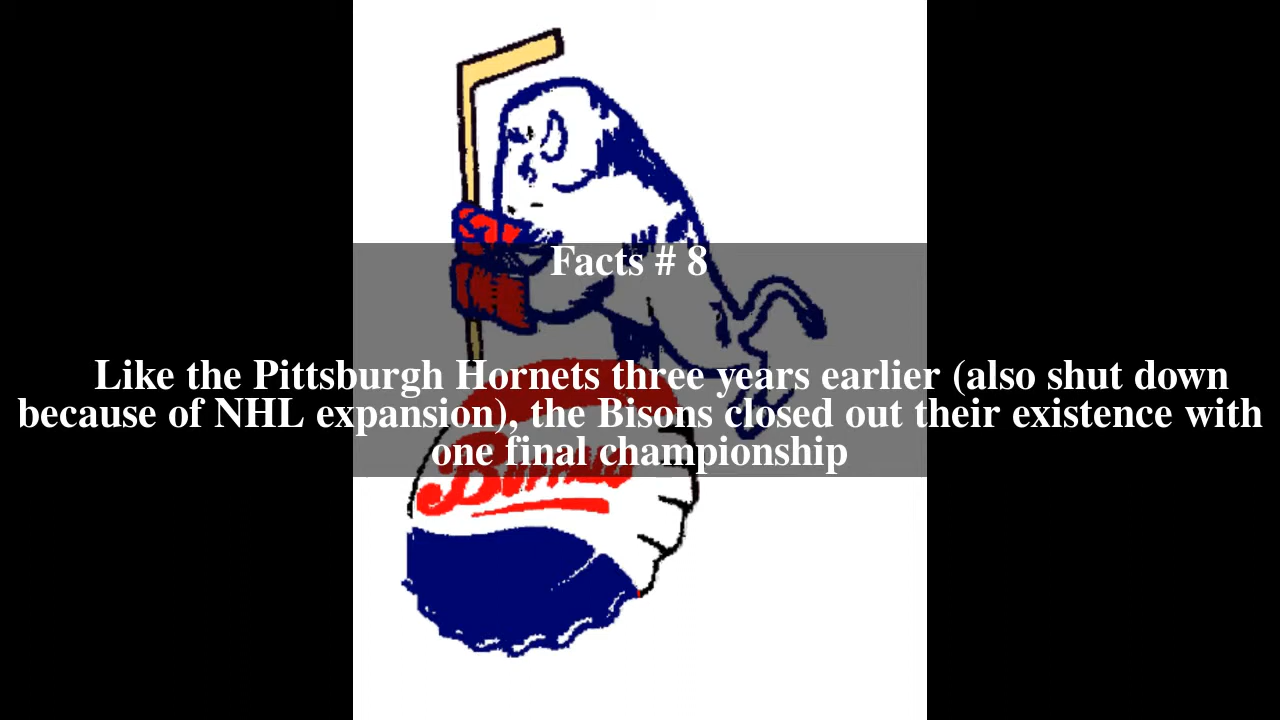 Facts # 8
Like the Pittsburgh Hornets three years earlier (also shut down
because of NHL expansion), the Bisons closed out their existence with
one final championship